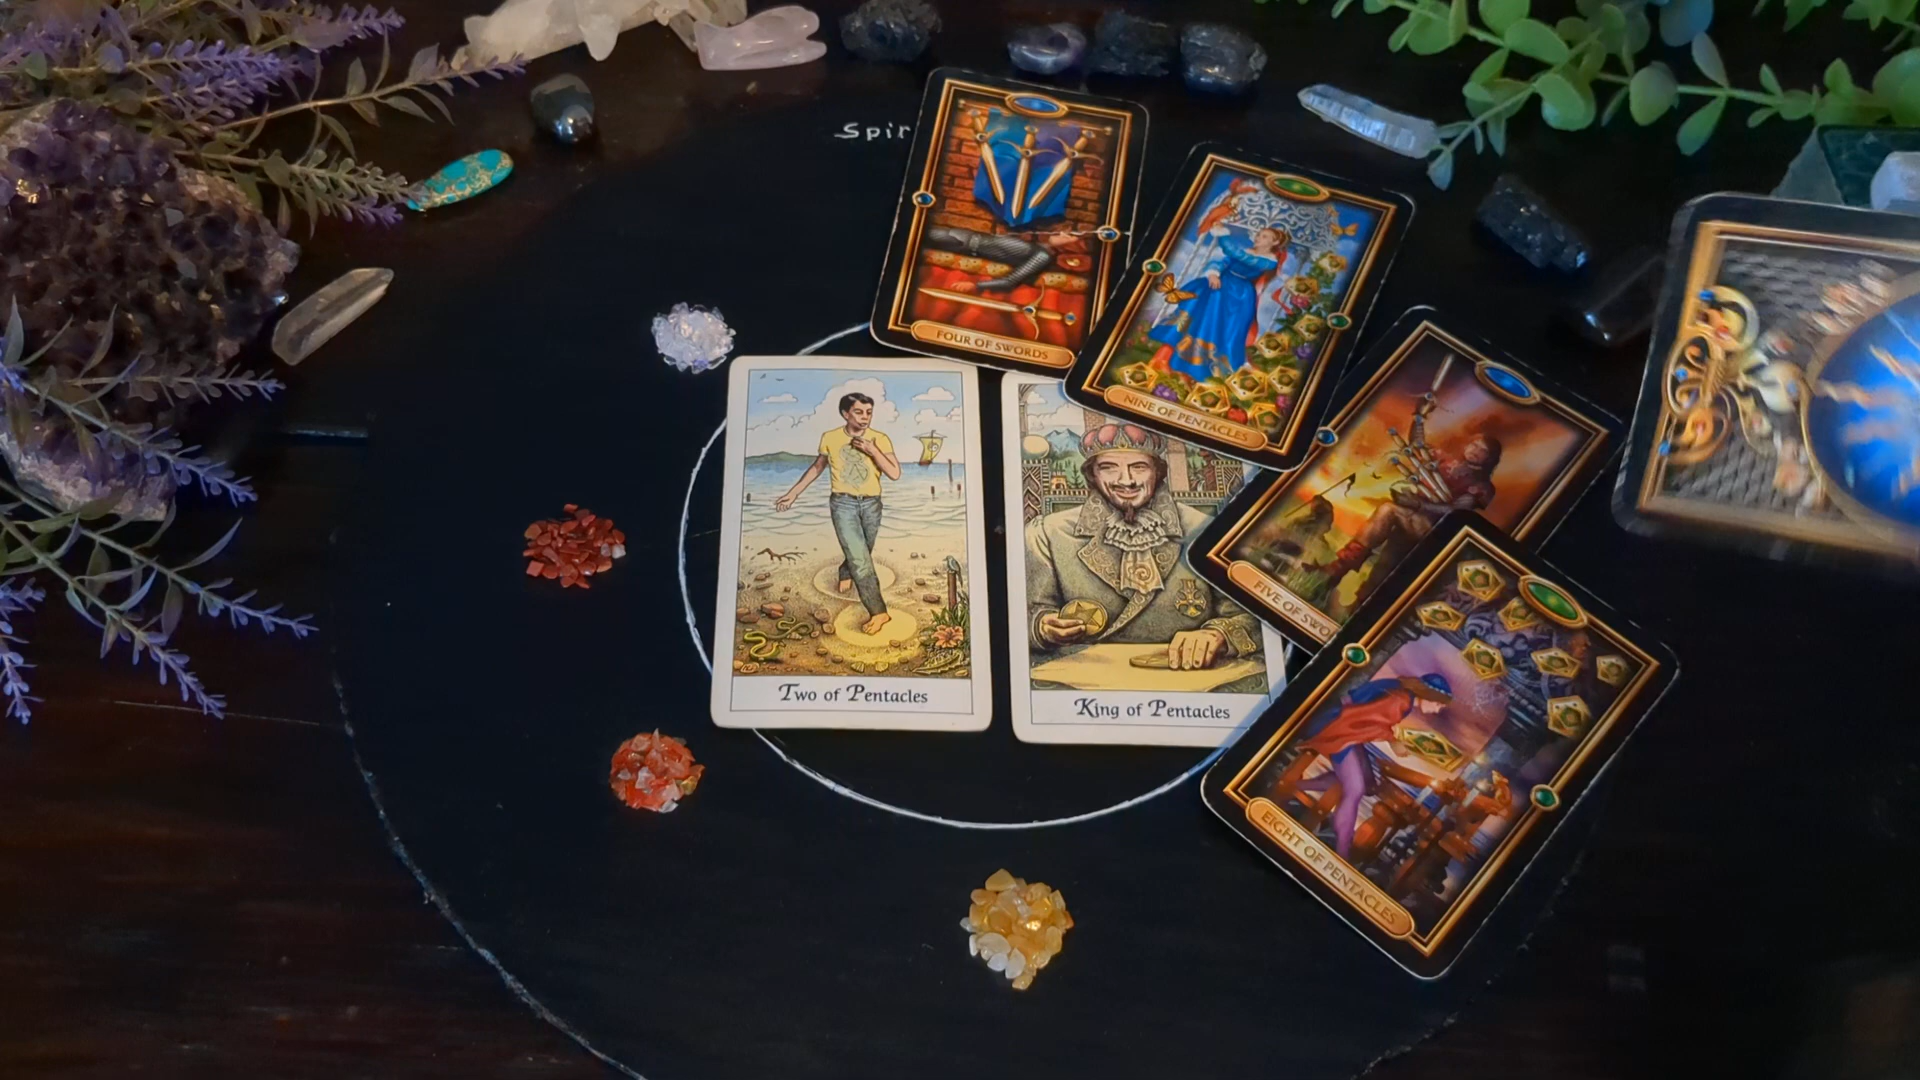 Spir
FOUR OF SWORDS
NINE OF PENTACLES
FIVE OF SWO
Two of Pentacles
King of Pentacles
EIGHT OF PENTACLES